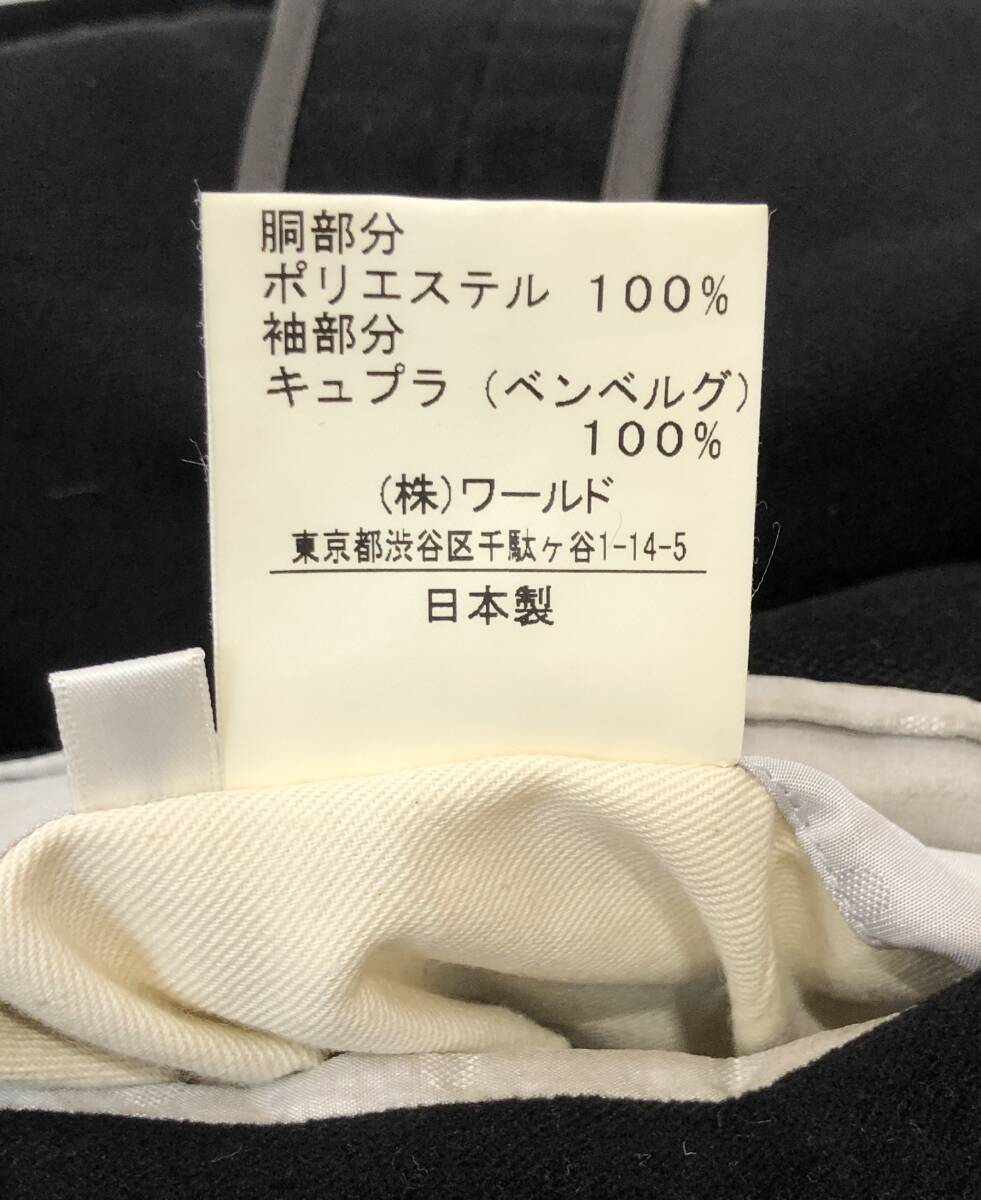 胴部分
ポリエステル 100%
袖部分
キュプラ(ベンベルグ)
100%
(株)ワールド
東京都渋谷区千駄ヶ谷1-14-5
日本製